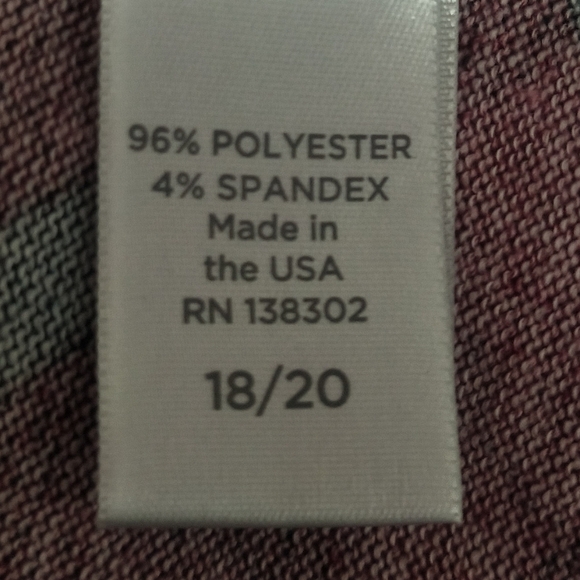 96% POLYESTER
4% SPANDEX
Made in
the USA
RN 138302
18/20